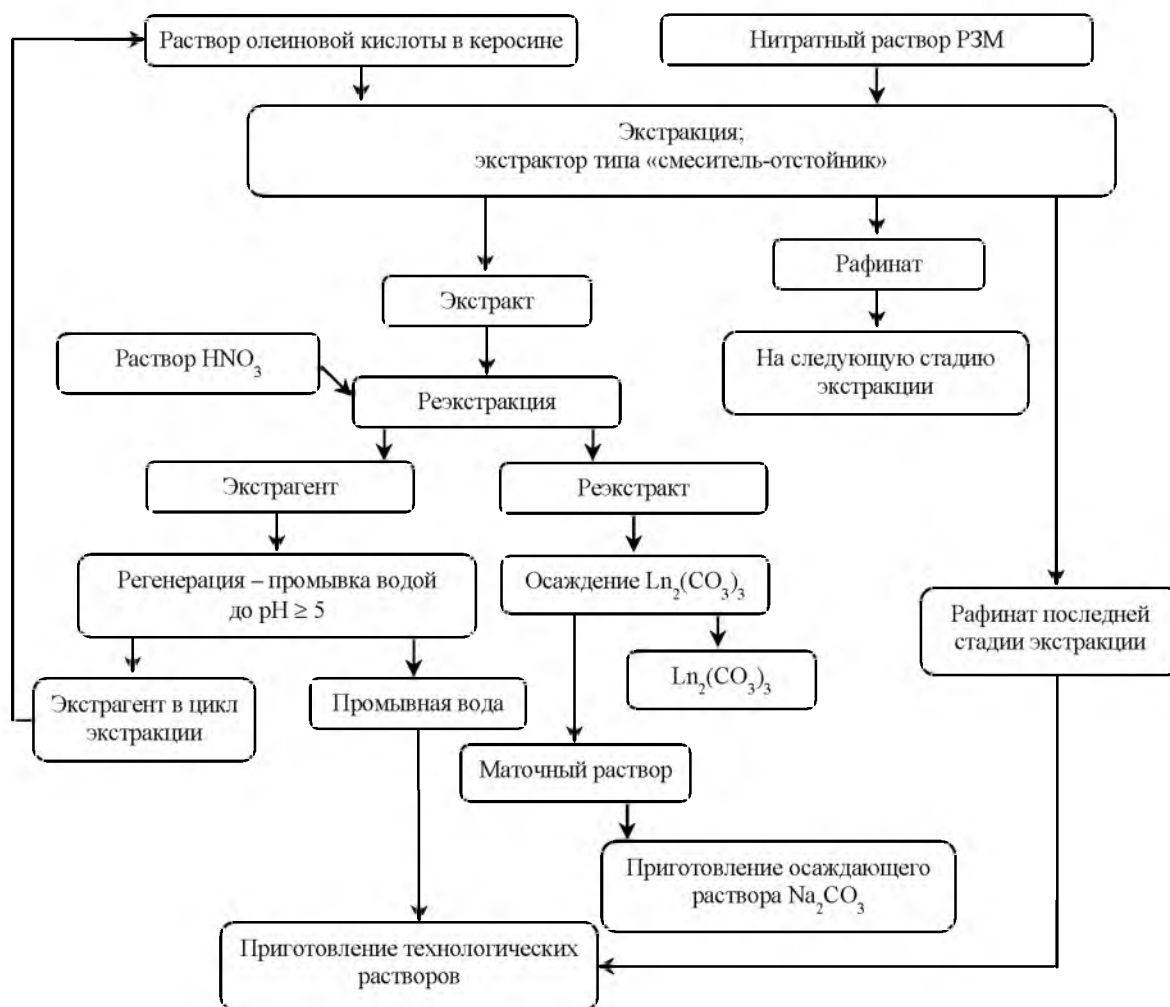 Раствор олеиновой кислоты в керосине
Нитратный раствор РЗМ
Экстракция;
экстрактор типа «смеситель-отстойник»
Рафинат
Экстракт
На следующую стадию
экстракции
Раствор HNO₃
Реэкстракция
Экстрагент
Реэкстракт
Регенерация – промывка водой
до pH ≥ 5
Осаждение Ln₂(CO₃)₃
Рафинат последней
стадии экстракции
Ln₂(CO₃)₃
Экстрагент в цикл
экстракции
Промывная вода
Маточный раствор
Приготовление осаждающего
раствора Na₂CO₃
Приготовление технологических
растворов